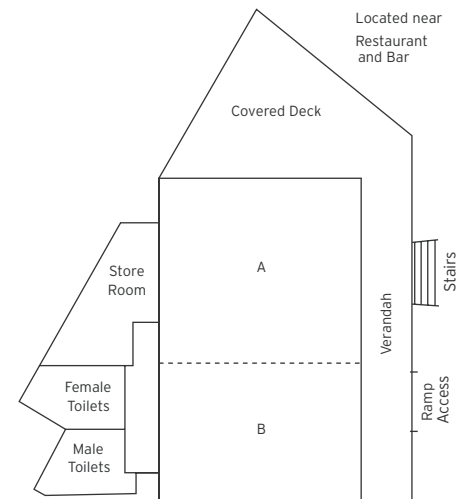 Located near
Restaurant
and Bar
Covered Deck
A
Store
Room
Stairs
Verandah
Female
Toilets
Ramp
Access
B
Male
Toilets